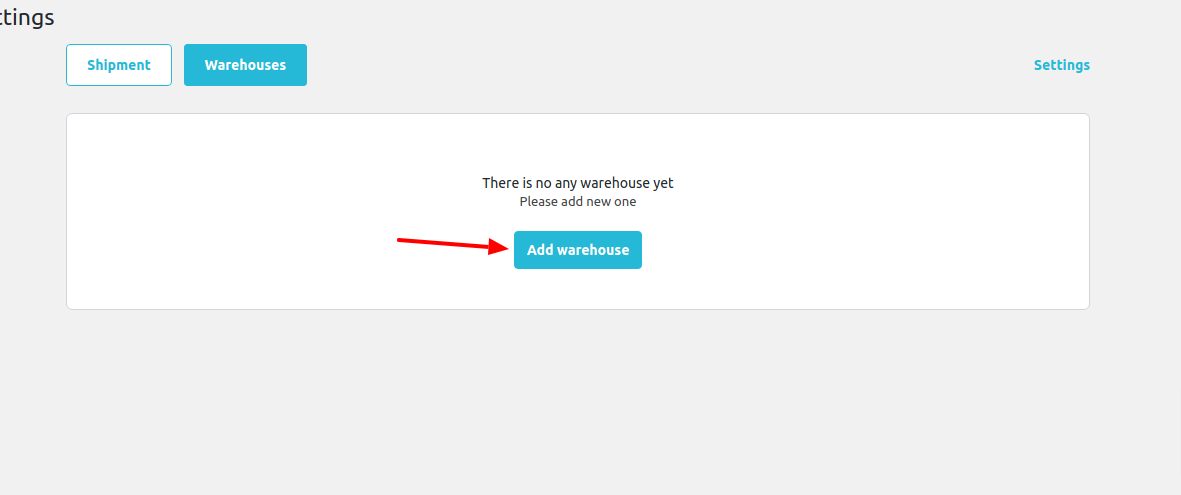 ttings
Shipment
Warehouses
Settings
There is no any warehouse yet
Please add new one
Add warehouse